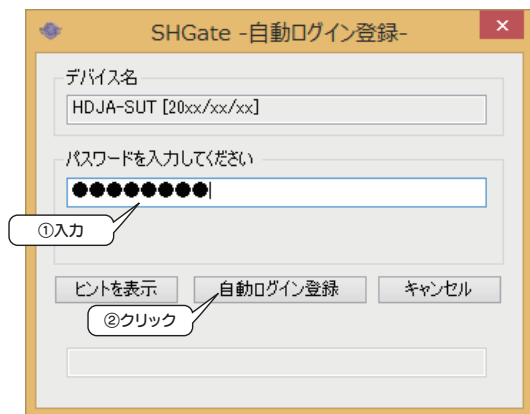 SHGate -自動ログイン登録-
デバイス名
HDJA-SUT [20xx/xx/xx]
パスワードを入力してください
●●●●●●●●
①入力
ヒントを表示 自動ログイン登録 キャンセル
②クリック